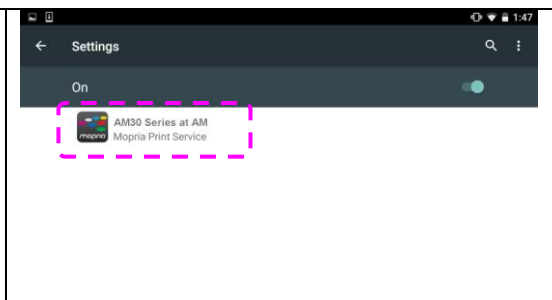 1:47
Settings
On
AM30 Series at AM
mopria Mopria Print Service